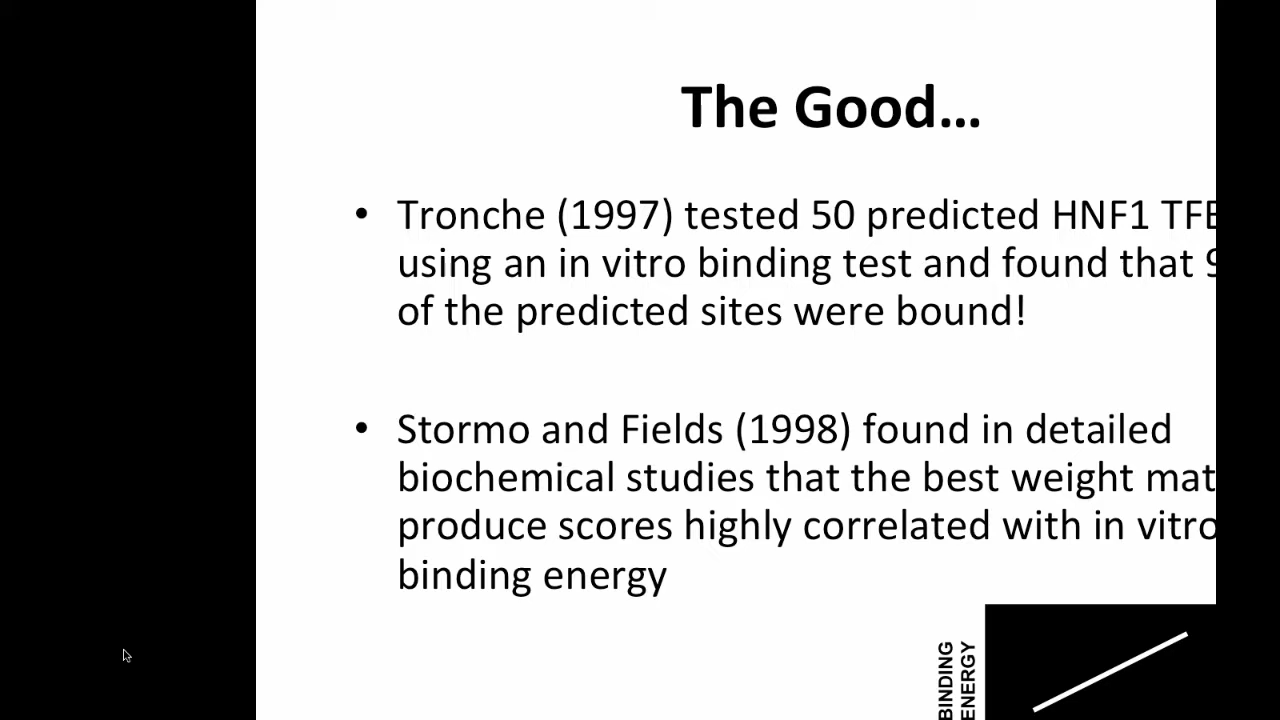 The Good...
• Tronche (1997) tested 50 predicted HNF1
using an in vitro binding test and found that
of the predicted sites were bound!
• Stormo and Fields (1998) found in detailed
biochemical studies that the best weight
produce scores highly correlated with in vitro
binding energy
BINDING
ENERGY